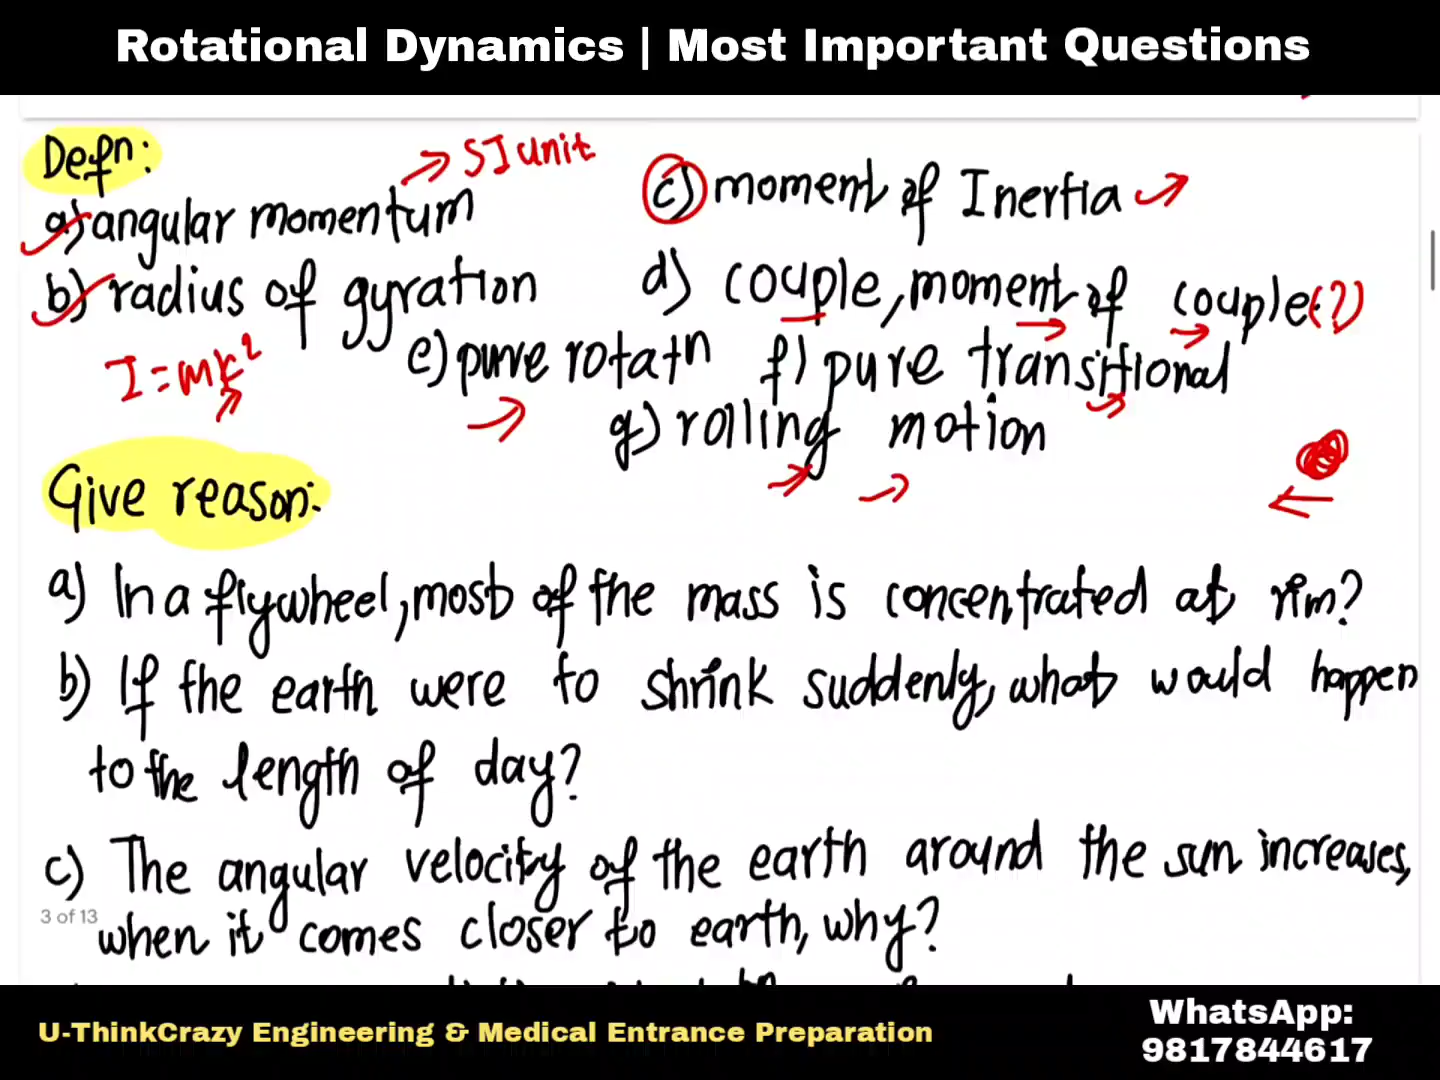 Rotational Dynamics | Most Important Questions
Defn:
→ SI unit
a) angular momentum
c) moment of Inertia
b) radius of gyration
d) couple, moment of couple(?)
I = mk²
e) pure rotatn f) pure transitional
g) rolling motion
Give reason:
a) In a flywheel, most of the mass is concentrated at rim?
b) If the earth were to shrink suddenly, what would happen
to the length of day?
c) The angular velocity of the earth around the sun increases,
3 of 13
when it comes closer to earth, why?
U-ThinkCrazy Engineering & Medical Entrance Preparation
WhatsApp:
9817844617